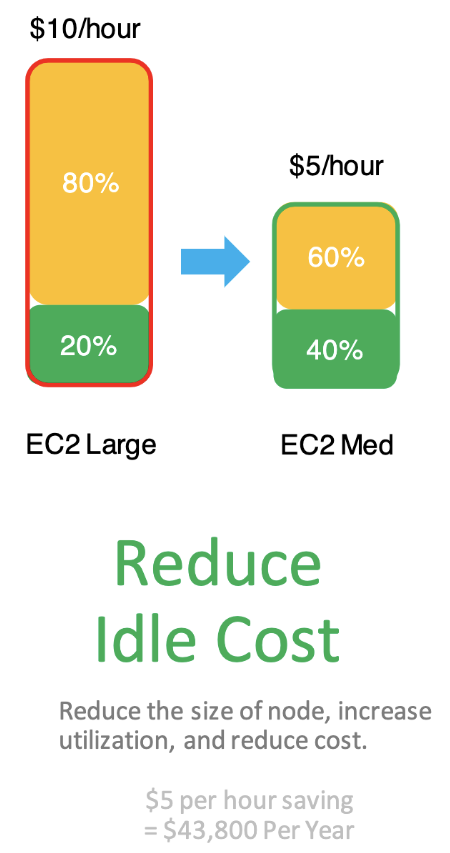 $10/hour
80%
20%
EC2 Large
$5/hour
60%
40%
EC2 Med
Reduce
Idle Cost
Reduce the size of node, increase
utilization, and reduce cost.
$5 per hour saving
= $43,800 Per Year